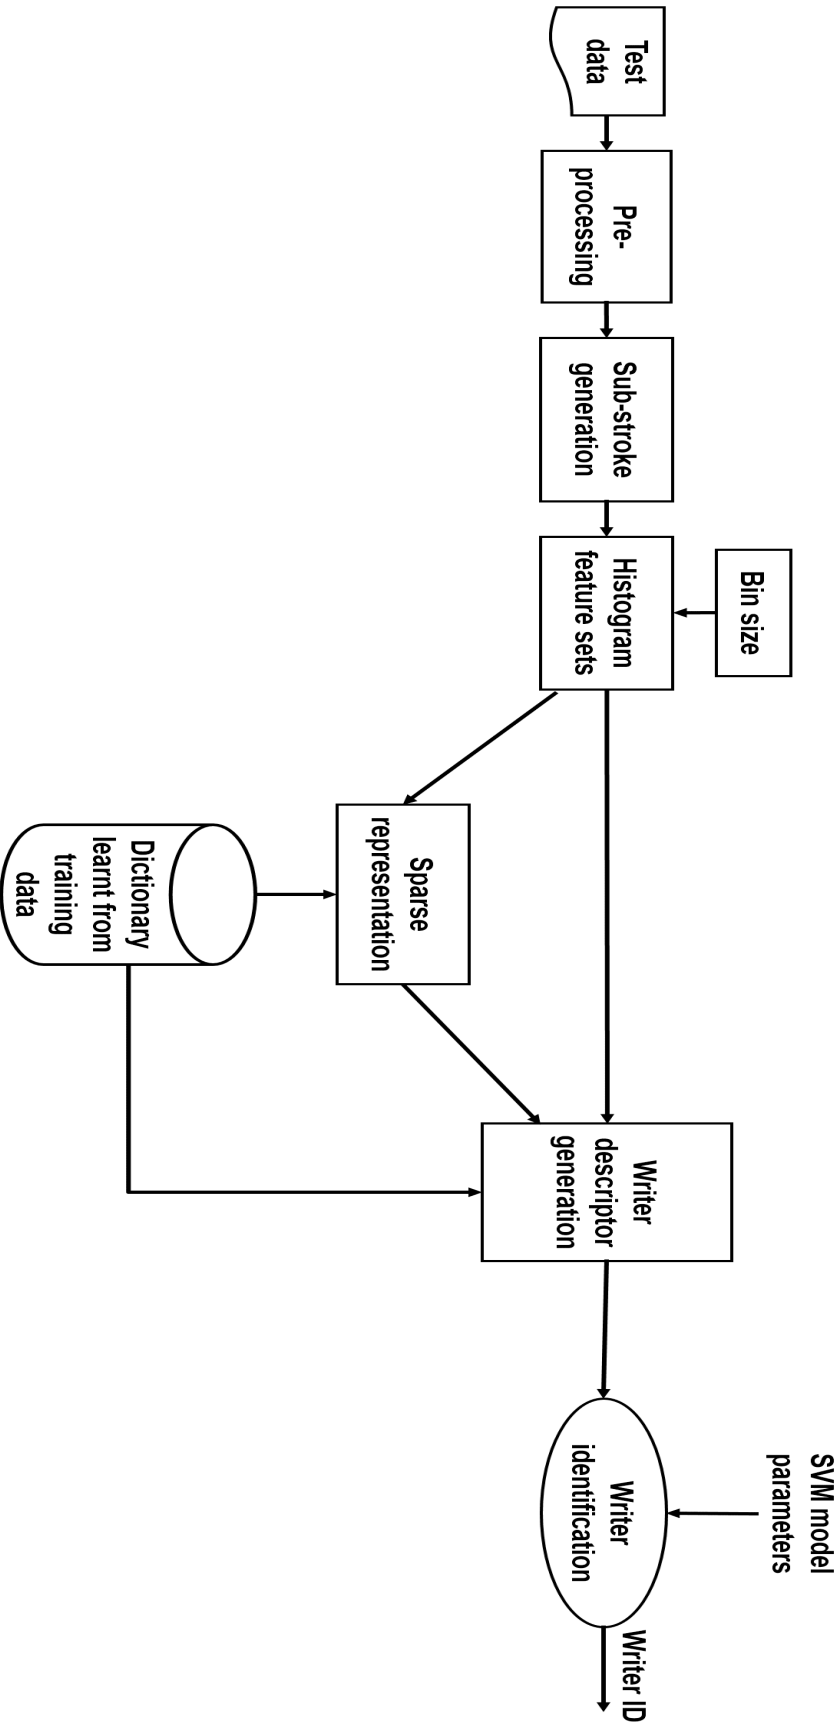 Test
data
Pre-
processing
Sub-stroke
generation
Bin size
Histogram
feature sets
Sparse
representation
Dictionary
learnt from
training
data
Writer
descriptor
generation
SVM model
parameters
Writer
identification
Writer ID